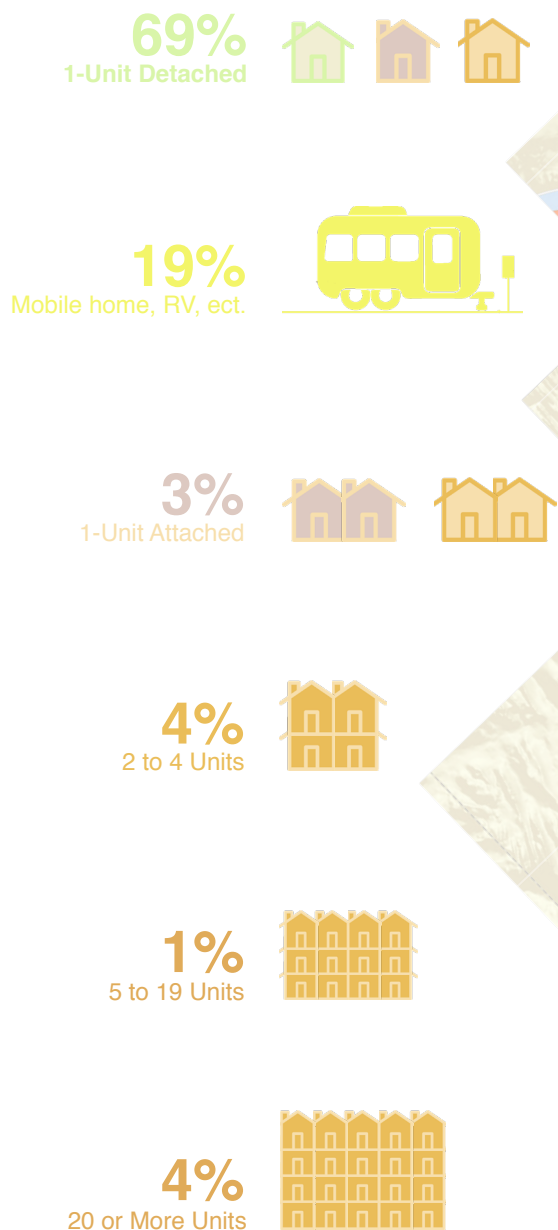 69%
1-Unit Detached
19%
Mobile home, RV, ect.
3%
1-Unit Attached
4%
2 to 4 Units
1%
5 to 19 Units
4%
20 or More Units